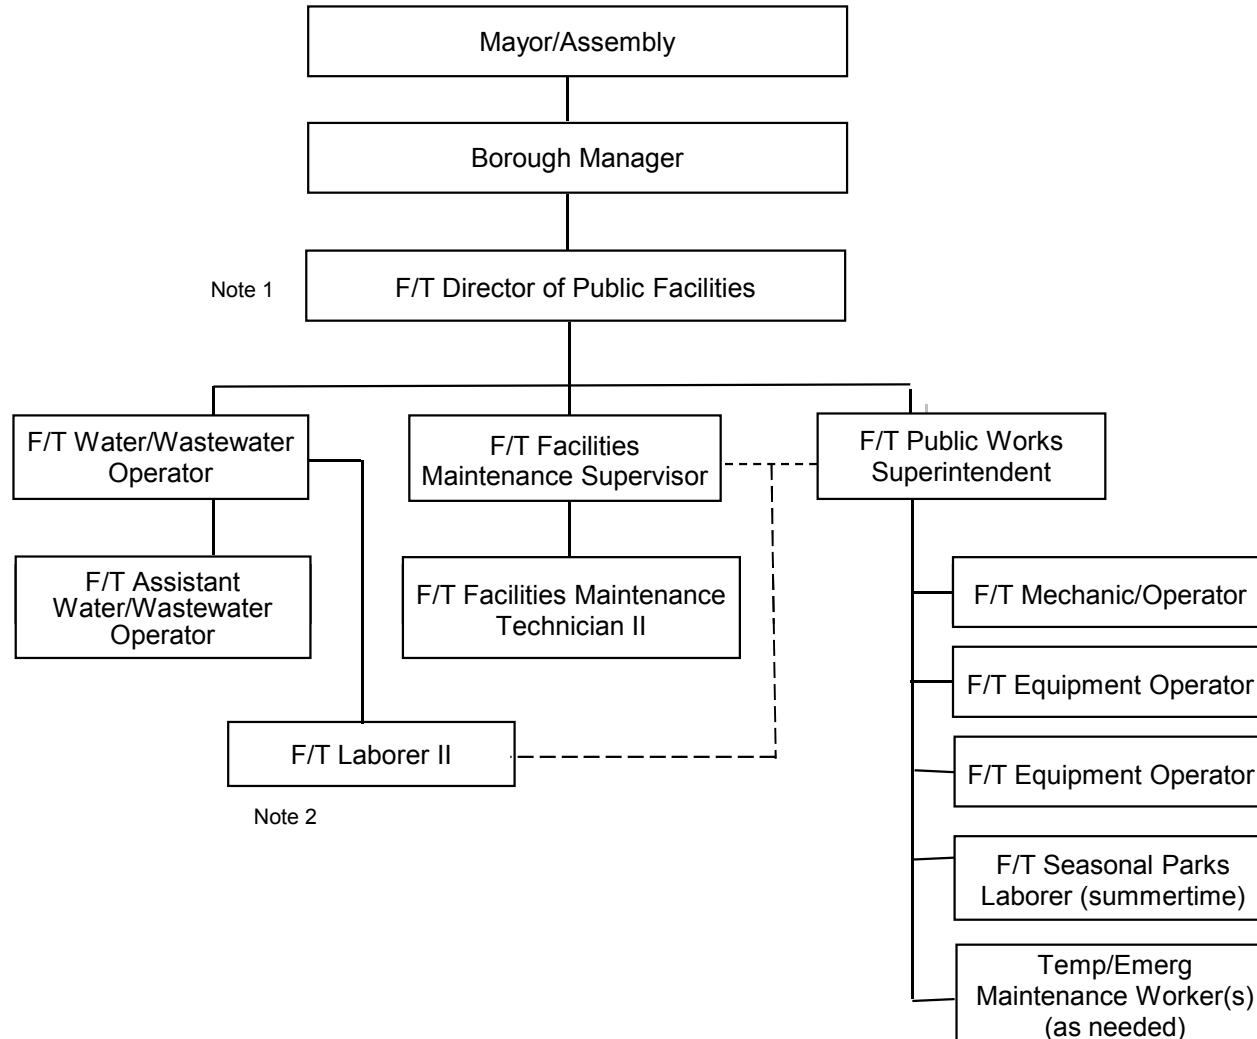 Mayor/Assembly
Borough Manager
Note 1
F/T Director of Public Facilities
F/T Water/Wastewater
Operator
F/T Facilities
Maintenance Supervisor
F/T Public Works
Superintendent
F/T Assistant
Water/Wastewater
Operator
F/T Facilities Maintenance
Technician II
F/T Laborer II
Note 2
F/T Mechanic/Operator
F/T Equipment Operator
F/T Equipment Operator
F/T Seasonal Parks
Laborer (summertime)
Temp/Emerg
Maintenance Worker(s)
(as needed)